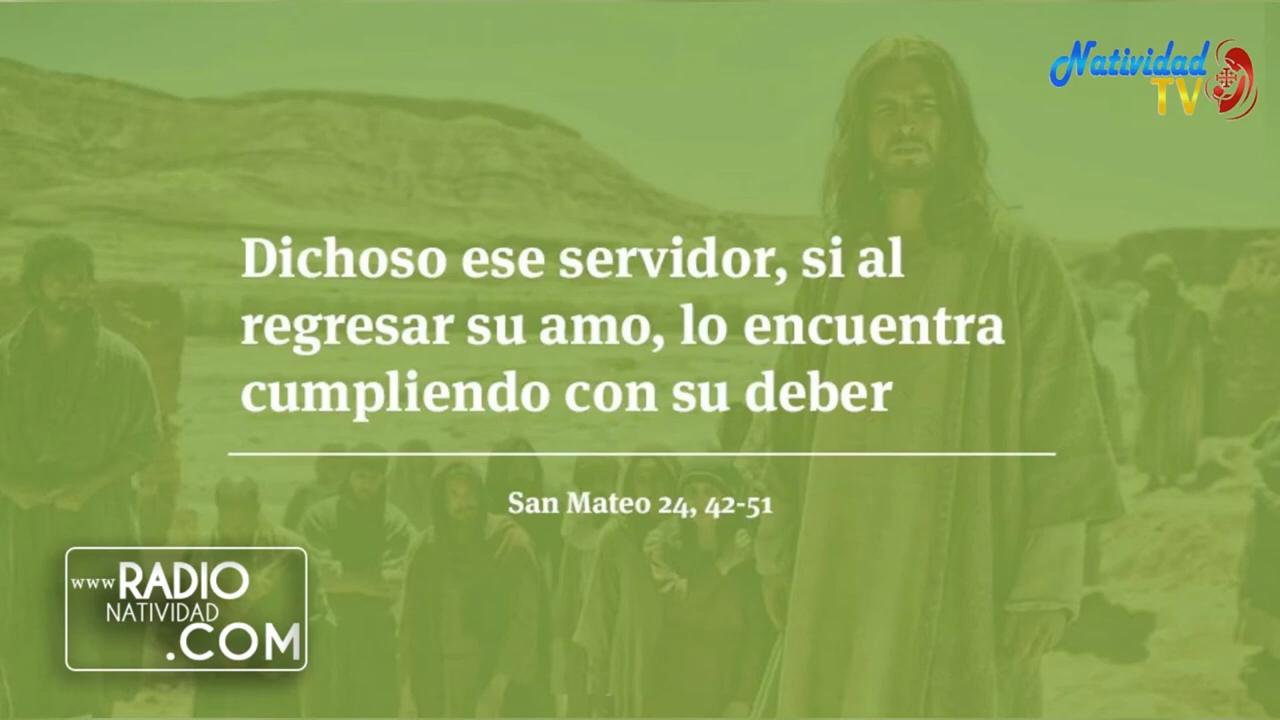 Natividad
TV
Dichoso ese servidor, si al
regresar su amo, lo encuentra
cumpliendo con su deber
San Mateo 24, 42-51
www RADIO
NATIVIDAD
.COM